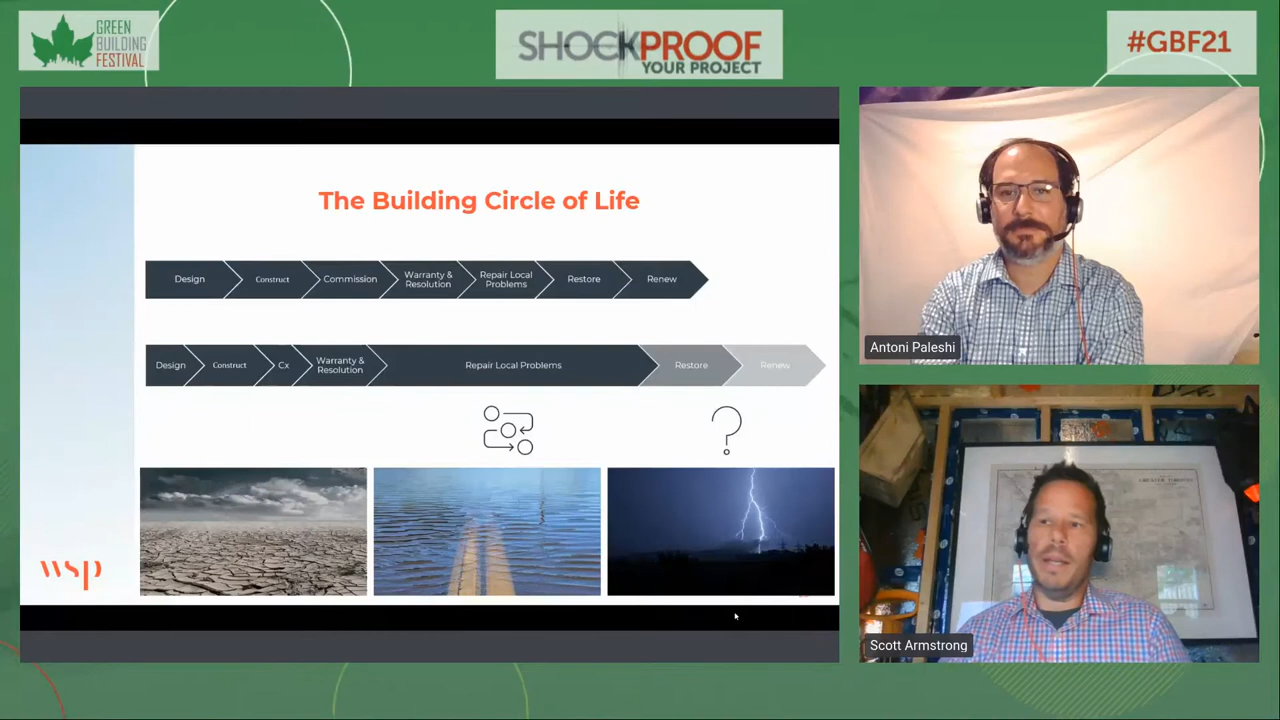 GREEN
BUILDING
FESTIVAL
SHOCKPROOF
YOUR PROJECT
#GBF21
The Building Circle of Life
Design
Construct
Commission
Warranty &
Resolution
Repair Local
Problems
Restore
Renew
Design
Construct
Cx
Warranty &
Resolution
Repair Local Problems
Restore
Renew
wsp
Antoni Paleshi
Scott Armstrong